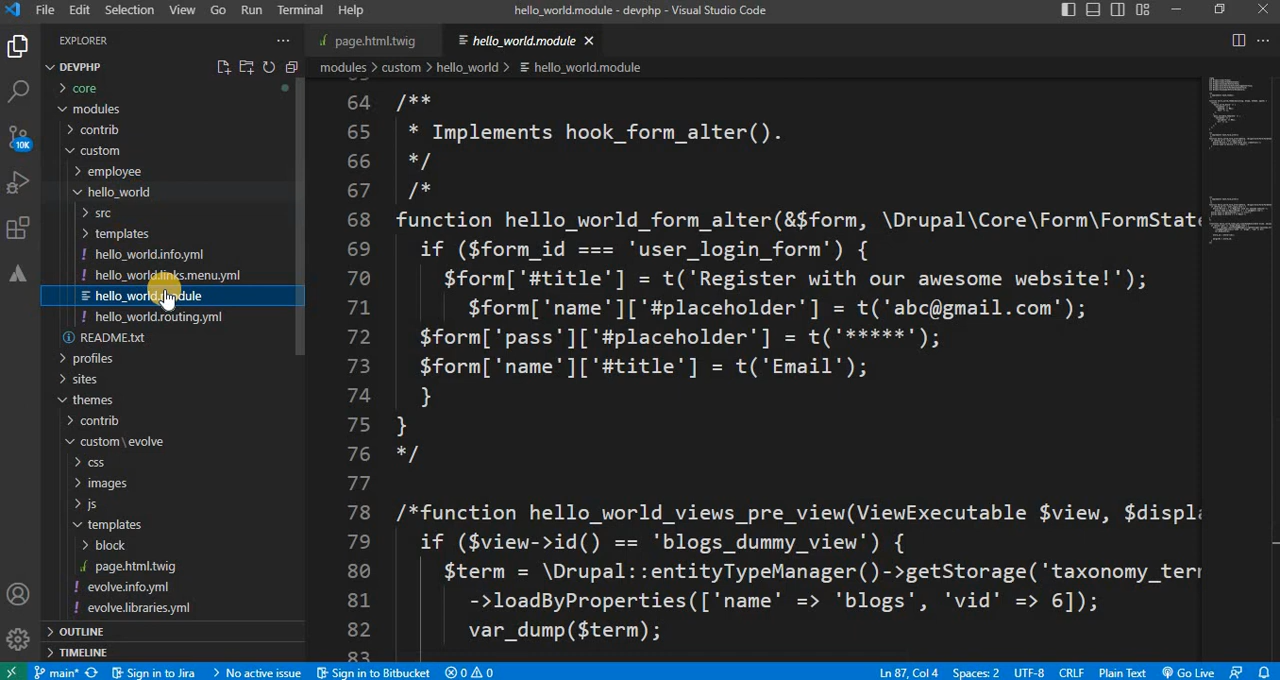 File Edit Selection View Go Run Terminal Help
hello_world.module - devphp - Visual Studio Code
EXPLORER
DEVPHP
core
modules
contrib
custom
employee
hello_world
src
templates
hello_world.info.yml
hello_world.links.menu.yml
hello_world.module
hello_world.routing.yml
README.txt
profiles
sites
themes
contrib
custom \ evolve
css
images
js
templates
block
page.html.twig
evolve.info.yml
evolve.libraries.yml
OUTLINE
TIMELINE
10K
page.html.twig
hello_world.module
modules > custom > hello_world > hello_world.module
64 /**
65 * Implements hook_form_alter().
66 */
67 /*
68 function hello_world_form_alter(&$form, \Drupal\Core\Form\FormState
69 if ($form_id === 'user_login_form') {
70 $form['#title'] = t('Register with our awesome website!');
71 $form['name']['#placeholder'] = t('abc@gmail.com');
72 $form['pass']['#placeholder'] = t('*****');
73 $form['name']['#title'] = t('Email');
74 }
75 }
76 */
77
78 /*function hello_world_views_pre_view(ViewExecutable $view, $displa
79 if ($view->id() == 'blogs_dummy_view') {
80 $term = \Drupal::entityTypeManager()->getStorage('taxonomy_ter
81 ->loadByProperties(['name' => 'blogs', 'vid' => 6]);
82 var_dump($term);
83
main* Sign in to Jira No active issue Sign in to Bitbucket 0 0 Ln 87, Col 4 Spaces: 2 UTF-8 CRLF Plain Text Go Live